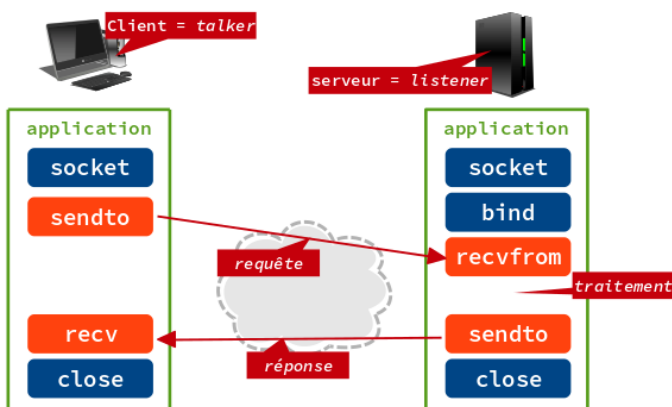 Client = talker
serveur = listener
application
socket
sendto
recv
close
application
socket
bind
recvfrom
traitement
sendto
close
requête
réponse